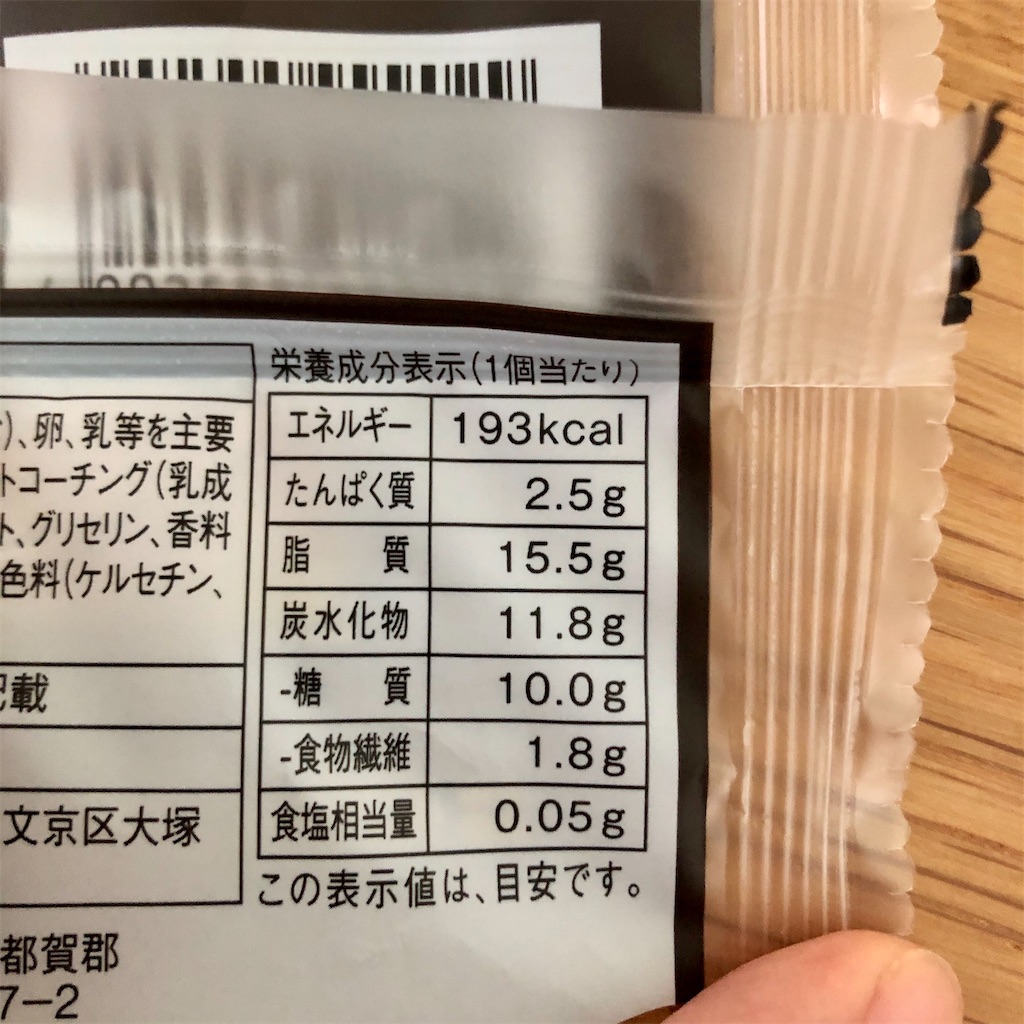 栄養成分表示(1個当たり)
エネルギー 193kcal
たんぱく質 2.5g
脂質 15.5g
炭水化物 11.8g
-糖質 10.0g
-食物繊維 1.8g
食塩相当量 0.05g
この表示値は、目安です。
)、卵、乳等を主要
トコーチング(乳成
ト、グリセリン、香料
色料(ケルセチン、
記載
文京区大塚
都賀郡
7-2